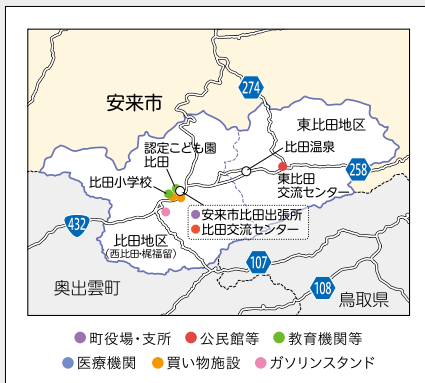 274
安来市
東比田地区
認定こども園
比田
比田温泉
258
比田小学校
東比田
交流センター
安来市比田出張所
比田交流センター
432
比田地区
(西比田・梶福留)
107
奥出雲町
108
鳥取県
町役場・支所 公民館等 教育機関等
医療機関 買い物施設 ガソリンスタンド